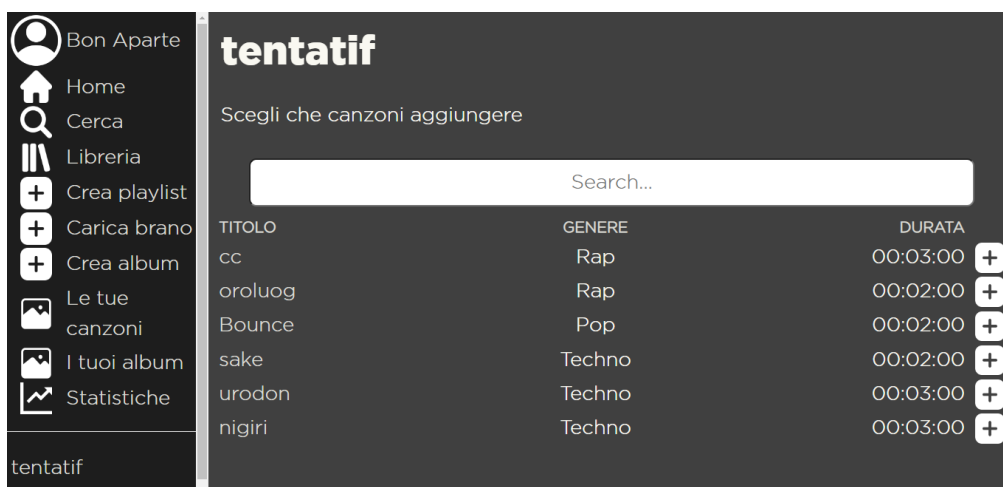 Bon Aparte
Home
Cerca
Libreria
Crea playlist
Carica brano
Crea album
Le tue
canzoni
I tuoi album
Statistiche
tentatif
tentatif
Scegli che canzoni aggiungere
Search...
TITOLO GENERE DURATA
cc Rap 00:03:00
oroluog Rap 00:02:00
Bounce Pop 00:02:00
sake Techno 00:02:00
urodon Techno 00:03:00
nigiri Techno 00:03:00